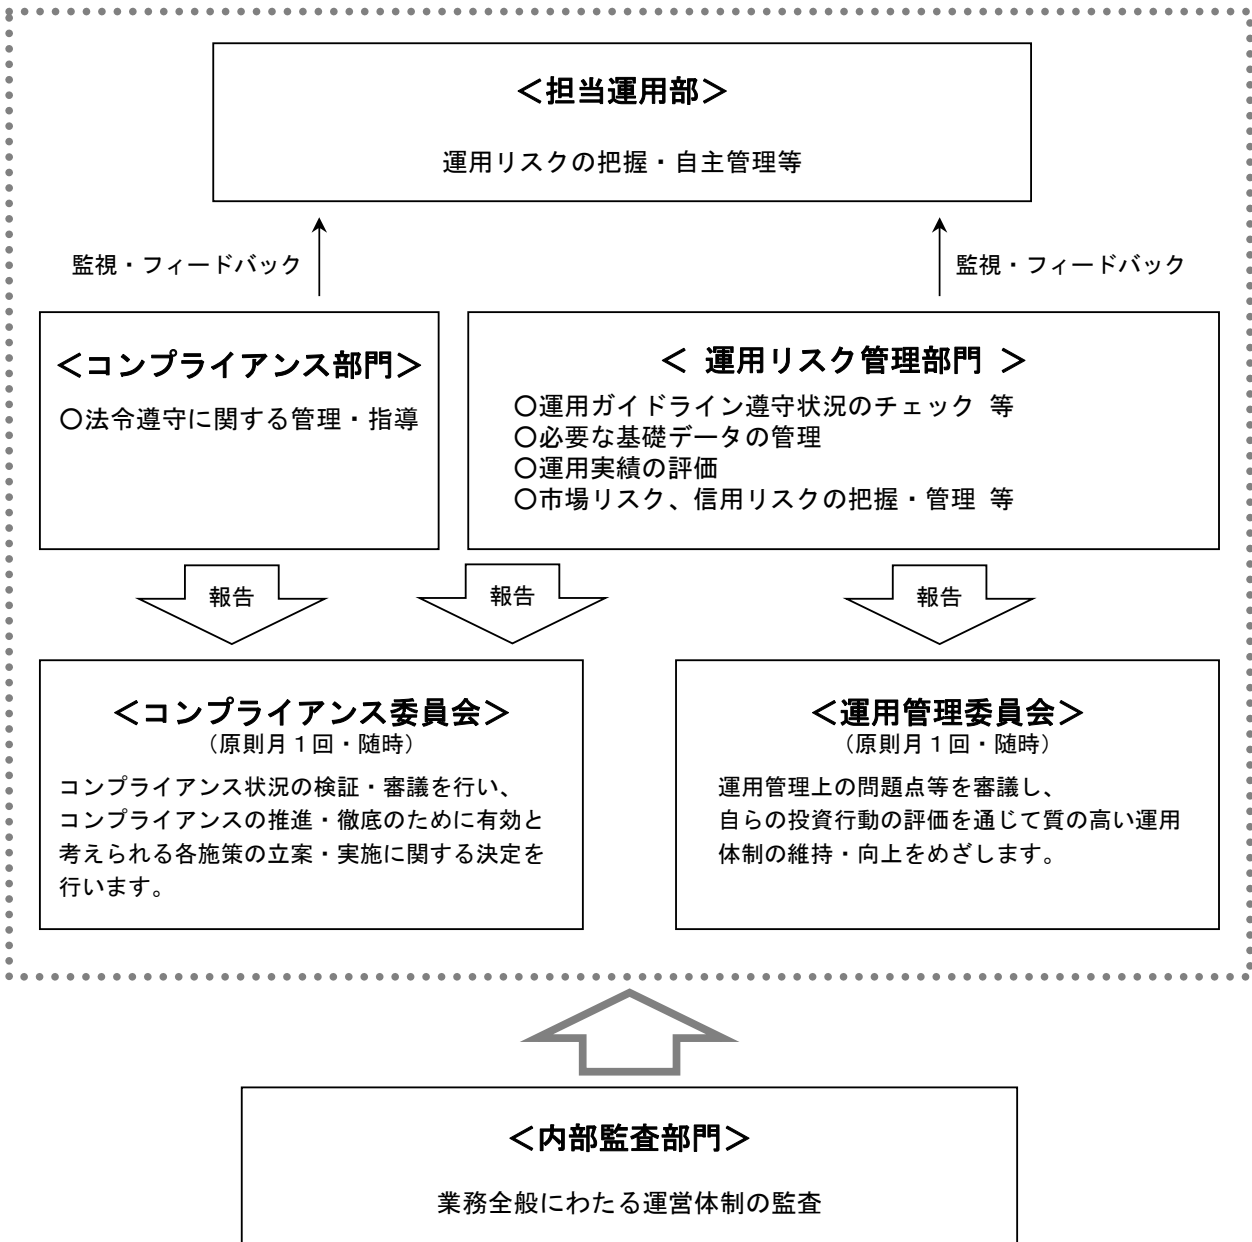 ＜担当運用部＞
運用リスクの把握・自主管理等
監視・フィードバック
監視・フィードバック
＜コンプライアンス部門＞
○法令遵守に関する管理・指導
＜ 運用リスク管理部門 ＞
○運用ガイドライン遵守状況のチェック 等
○必要な基礎データの管理
○運用実績の評価
○市場リスク、信用リスクの把握・管理 等
報告
報告
報告
＜コンプライアンス委員会＞
（原則月１回・随時）
コンプライアンス状況の検証・審議を行い、
コンプライアンスの推進・徹底のために有効と
考えられる各施策の立案・実施に関する決定を
行います。
＜運用管理委員会＞
（原則月１回・随時）
運用管理上の問題点等を審議し、
自らの投資行動の評価を通じて質の高い運用
体制の維持・向上をめざします。
＜内部監査部門＞
業務全般にわたる運営体制の監査